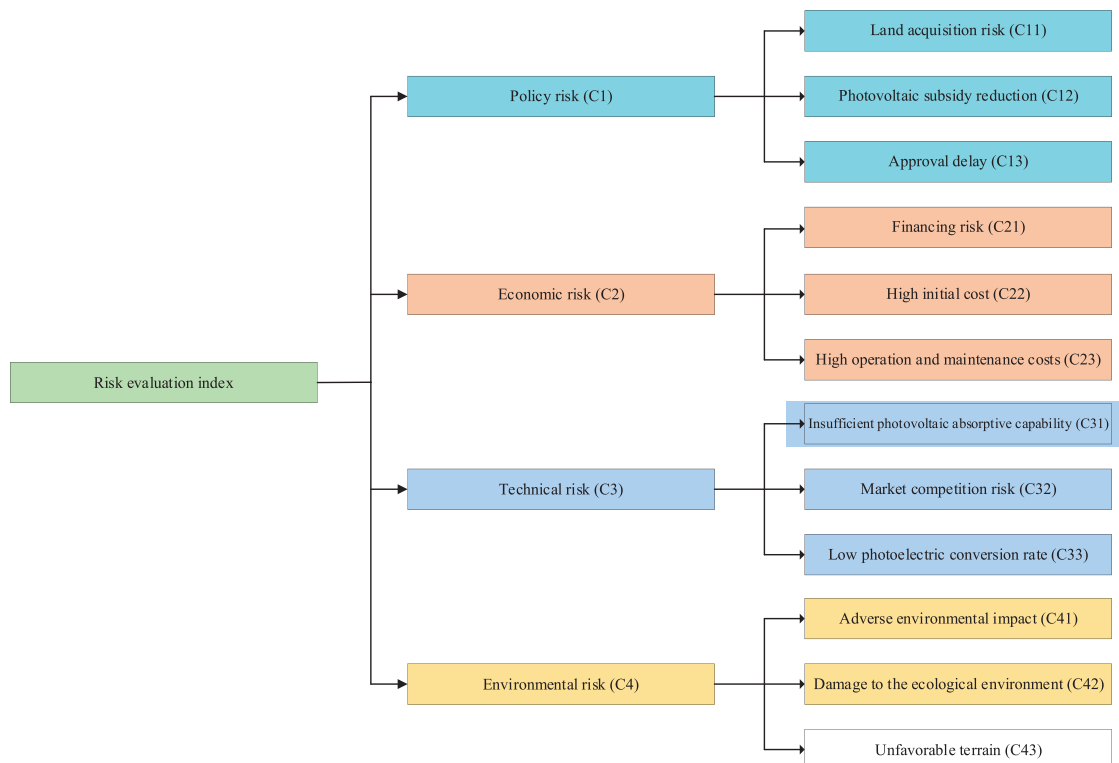 Risk evaluation index
Policy risk (C1)
Land acquisition risk (C11)
Photovoltaic subsidy reduction (C12)
Approval delay (C13)
Economic risk (C2)
Financing risk (C21)
High initial cost (C22)
High operation and maintenance costs (C23)
Technical risk (C3)
Insufficient photovoltaic absorptive capability (C31)
Market competition risk (C32)
Low photoelectric conversion rate (C33)
Environmental risk (C4)
Adverse environmental impact (C41)
Damage to the ecological environment (C42)
Unfavorable terrain (C43)